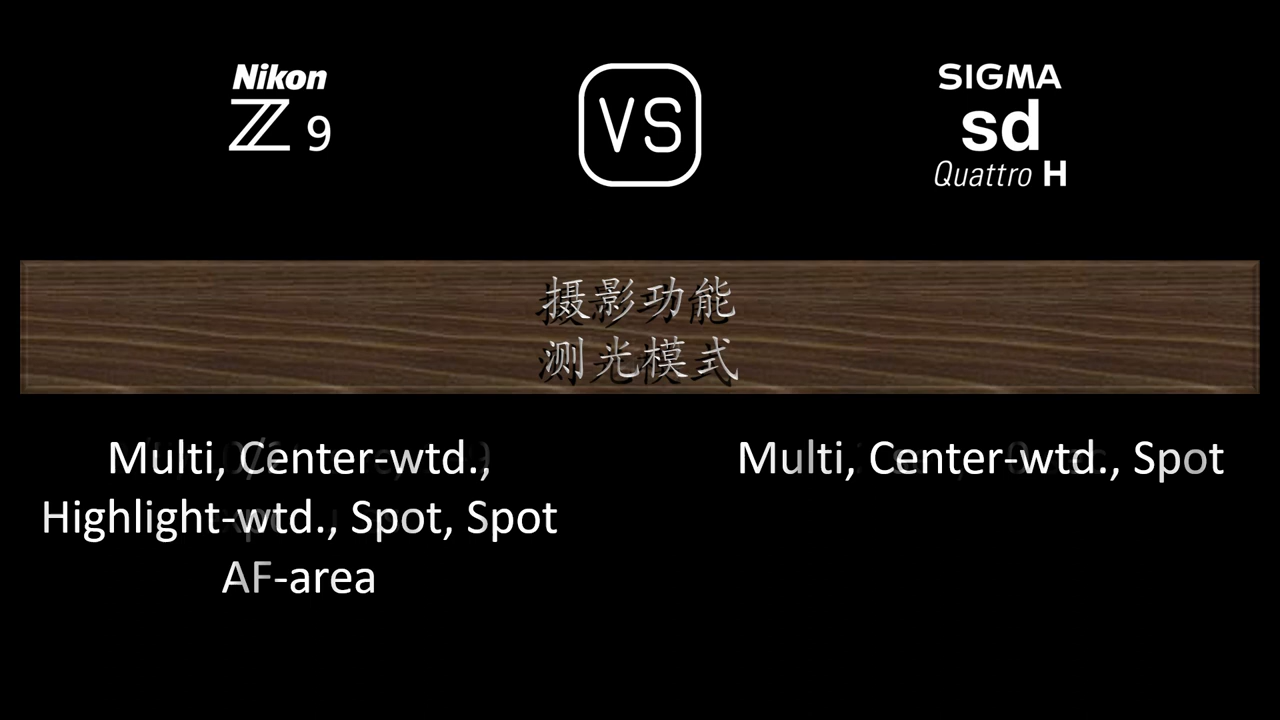 Nikon
Z 9
VS
SIGMA
sd
Quattro H
摄影功能
测光模式
Multi, Center-wtd.,
Highlight-wtd., Spot, Spot
AF-area
Multi, Center-wtd., Spot